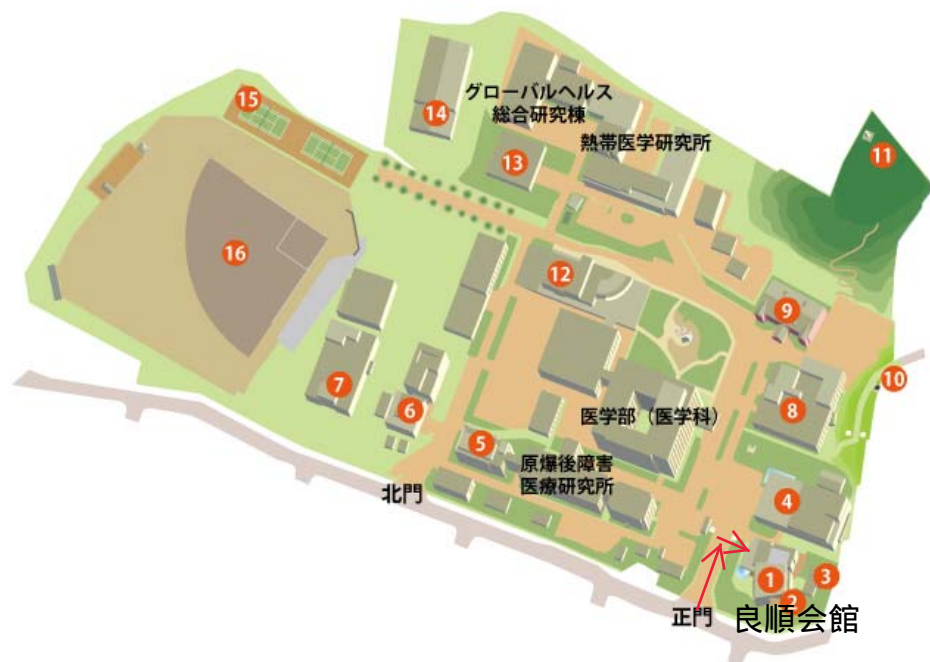 15
14
グローバルヘルス
総合研究棟
13
熱帯医学研究所
11
16
12
9
10
7
6
8
医学部（医学科）
5
原爆後障害
医療研究所
北門
4
1
3
2
正門
良順会館